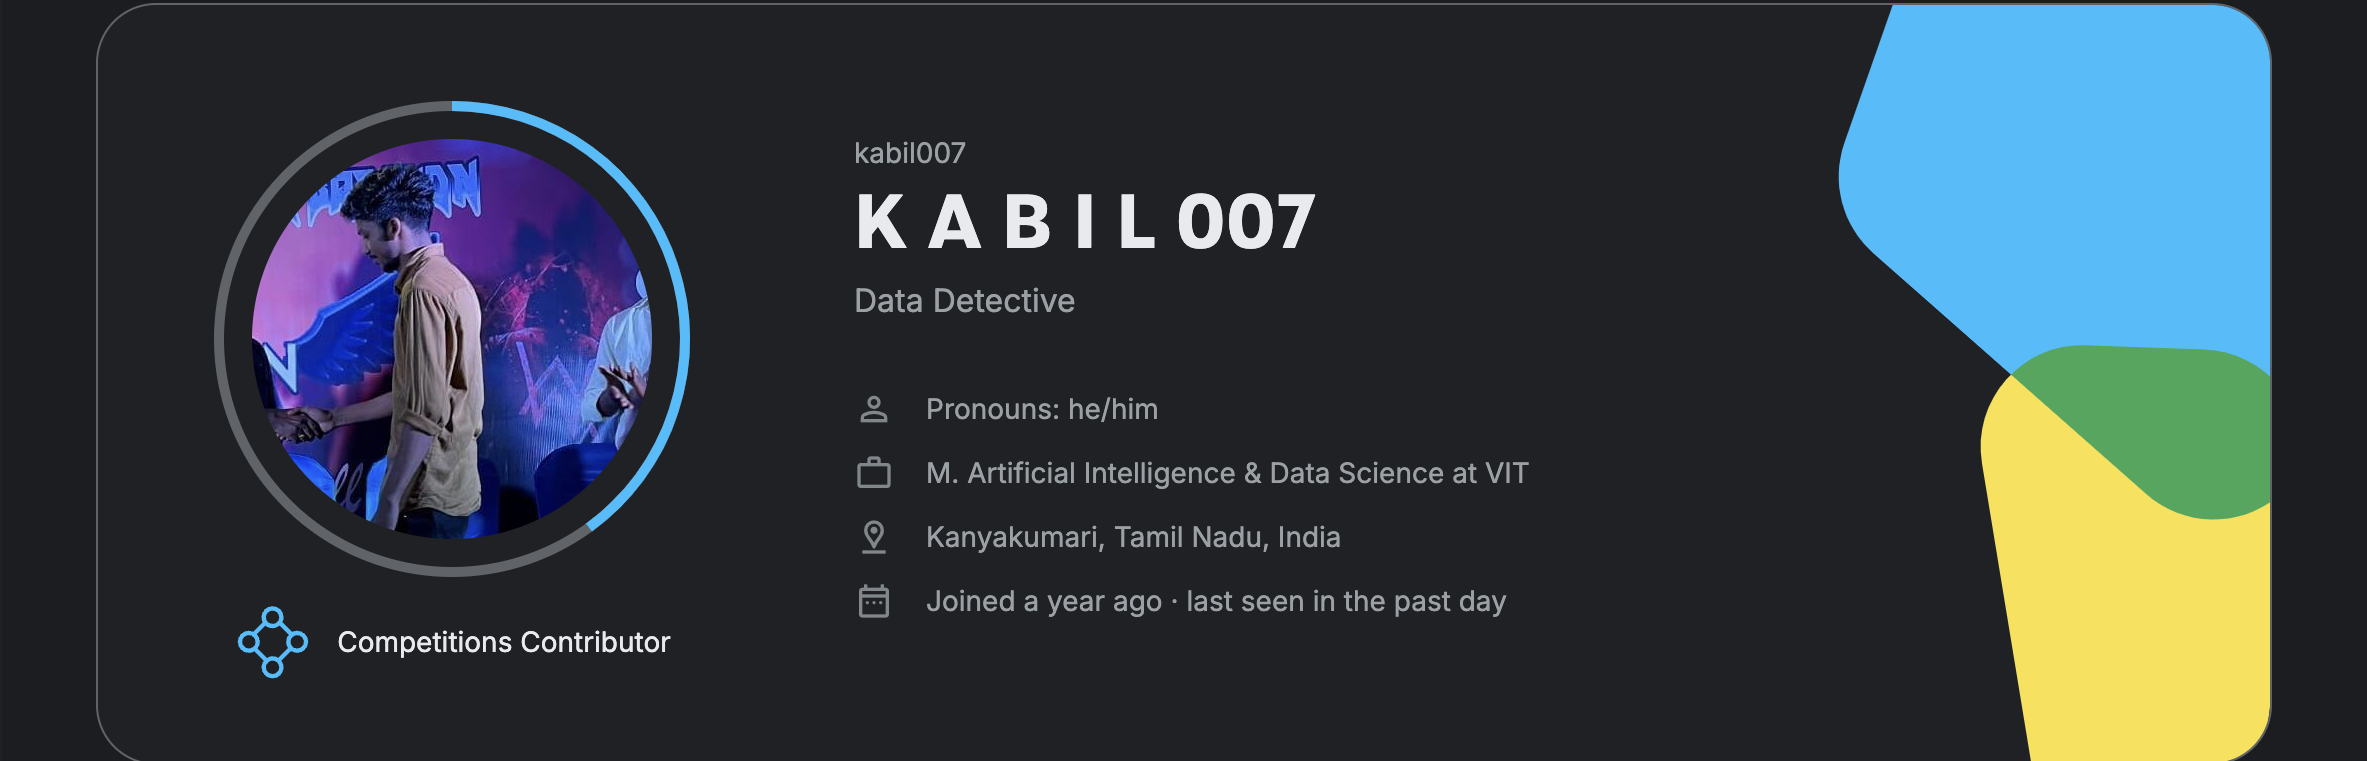 kabil007
K A B I L 007
Data Detective
Pronouns: he/him
M. Artificial Intelligence & Data Science at VIT
Kanyakumari, Tamil Nadu, India
Joined a year ago · last seen in the past day
Competitions Contributor